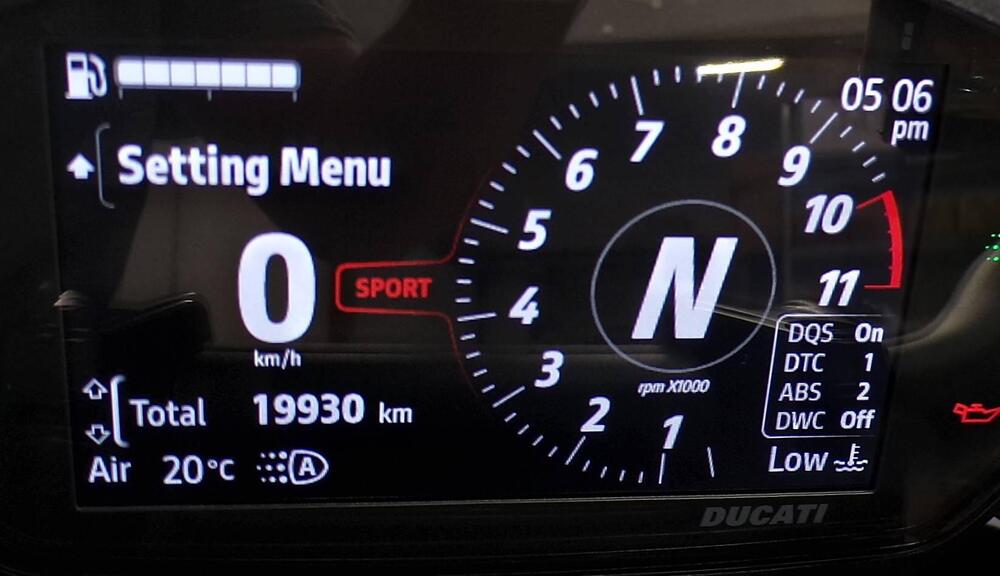 05 06
pm
Setting Menu
0
km/h
SPORT
Total 19930 km
Air 20°C
A
1
2
3
4
5
6
7
8
9
10
11
N
rpm X1000
DQS On
DTC 1
ABS 2
DWC Off
Low
DUCATI